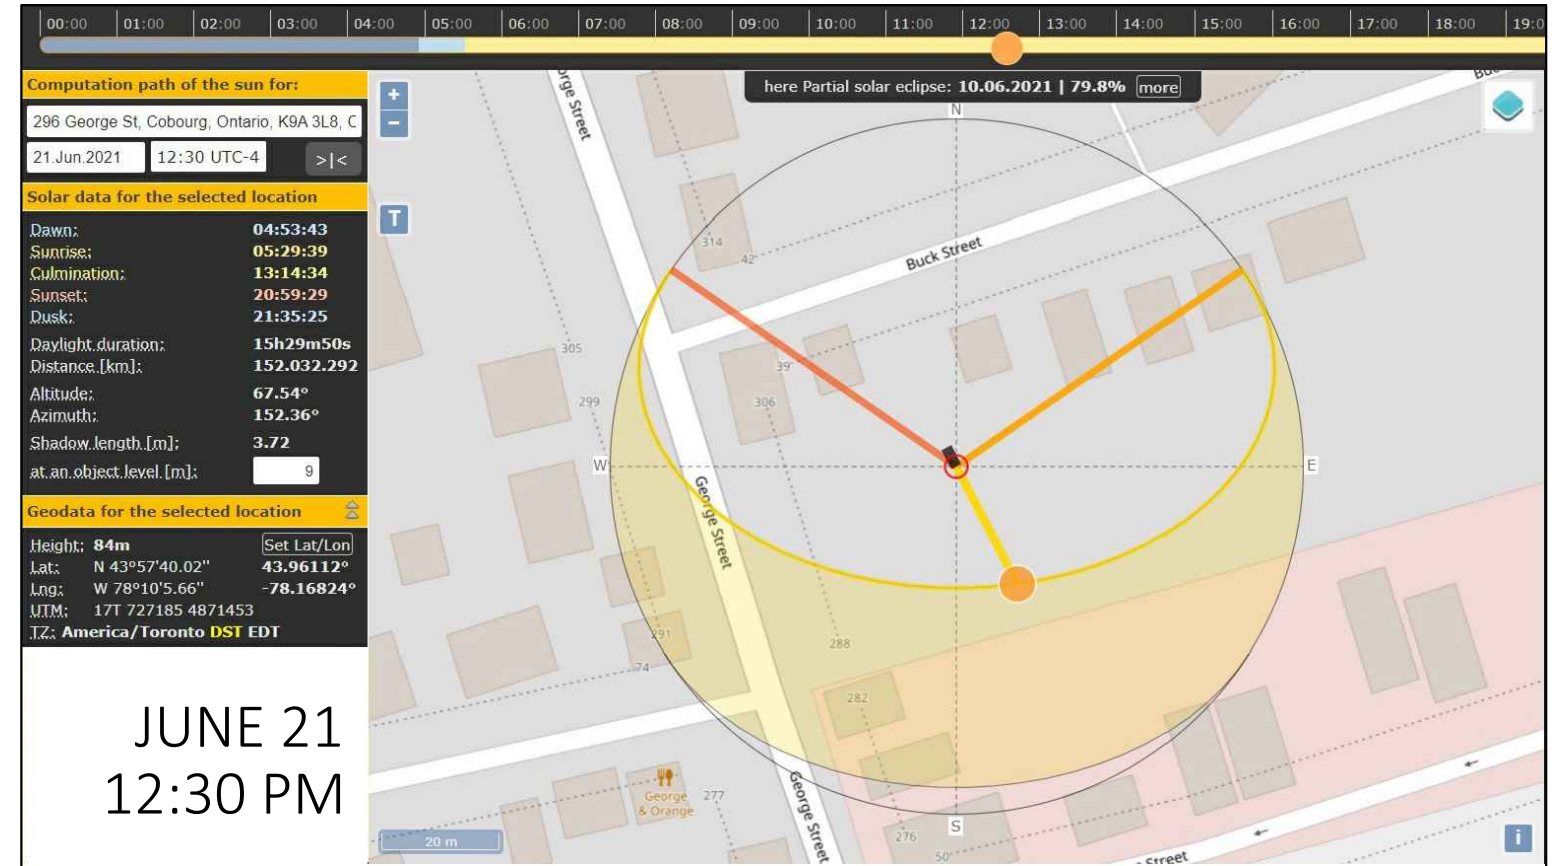 00:00 01:00 02:00 03:00 04:00 05:00 06:00 07:00 08:00 09:00 10:00 11:00 12:00 13:00 14:00 15:00 16:00 17:00 18:00 19:0
Computation path of the sun for:
296 George St, Cobourg, Ontario, K9A 3L8, C
21.Jun.2021 12:30 UTC-4 >|<
Solar data for the selected location
Dawn: 04:53:43
Sunrise: 05:29:39
Culmination: 13:14:34
Sunset: 20:59:29
Dusk: 21:35:25
Daylight duration: 15h29m50s
Distance [km]: 152.032.292
Altitude: 67.54°
Azimuth: 152.36°
Shadow length [m]: 3.72
at an object level [m]: 9
Geodata for the selected location
Height: 84m Set Lat/Lon
Lat: N 43°57'40.02'' 43.96112°
Lng: W 78°10'5.66'' -78.16824°
UTM: 17T 727185 4871453
TZ: America/Toronto DST EDT
JUNE 21
12:30 PM
+
−
T
here Partial solar eclipse: 10.06.2021 | 79.8% more
N
rge Street
314
42
Buck Street
305
39
299
306
W
E
George Street
291
74
288
282
George
& Orange
277
George Street
276
S
50
Street
20 m
i